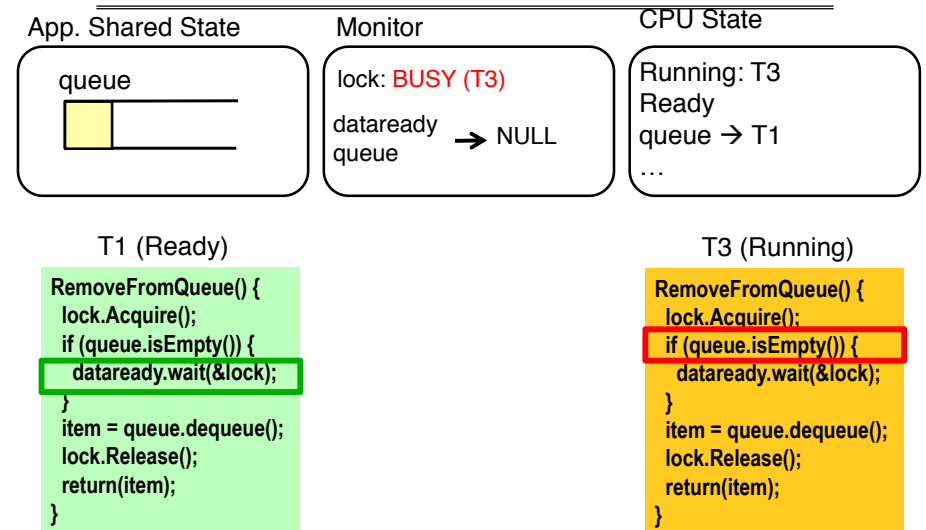 App. Shared State
Monitor
CPU State
queue
lock: BUSY (T3)
dataready
queue
→ NULL
Running: T3
Ready
queue → T1
…
T1 (Ready)
RemoveFromQueue() {
lock.Acquire();
if (queue.isEmpty()) {
dataready.wait(&lock);
}
item = queue.dequeue();
lock.Release();
return(item);
}
T3 (Running)
RemoveFromQueue() {
lock.Acquire();
if (queue.isEmpty()) {
dataready.wait(&lock);
}
item = queue.dequeue();
lock.Release();
return(item);
}